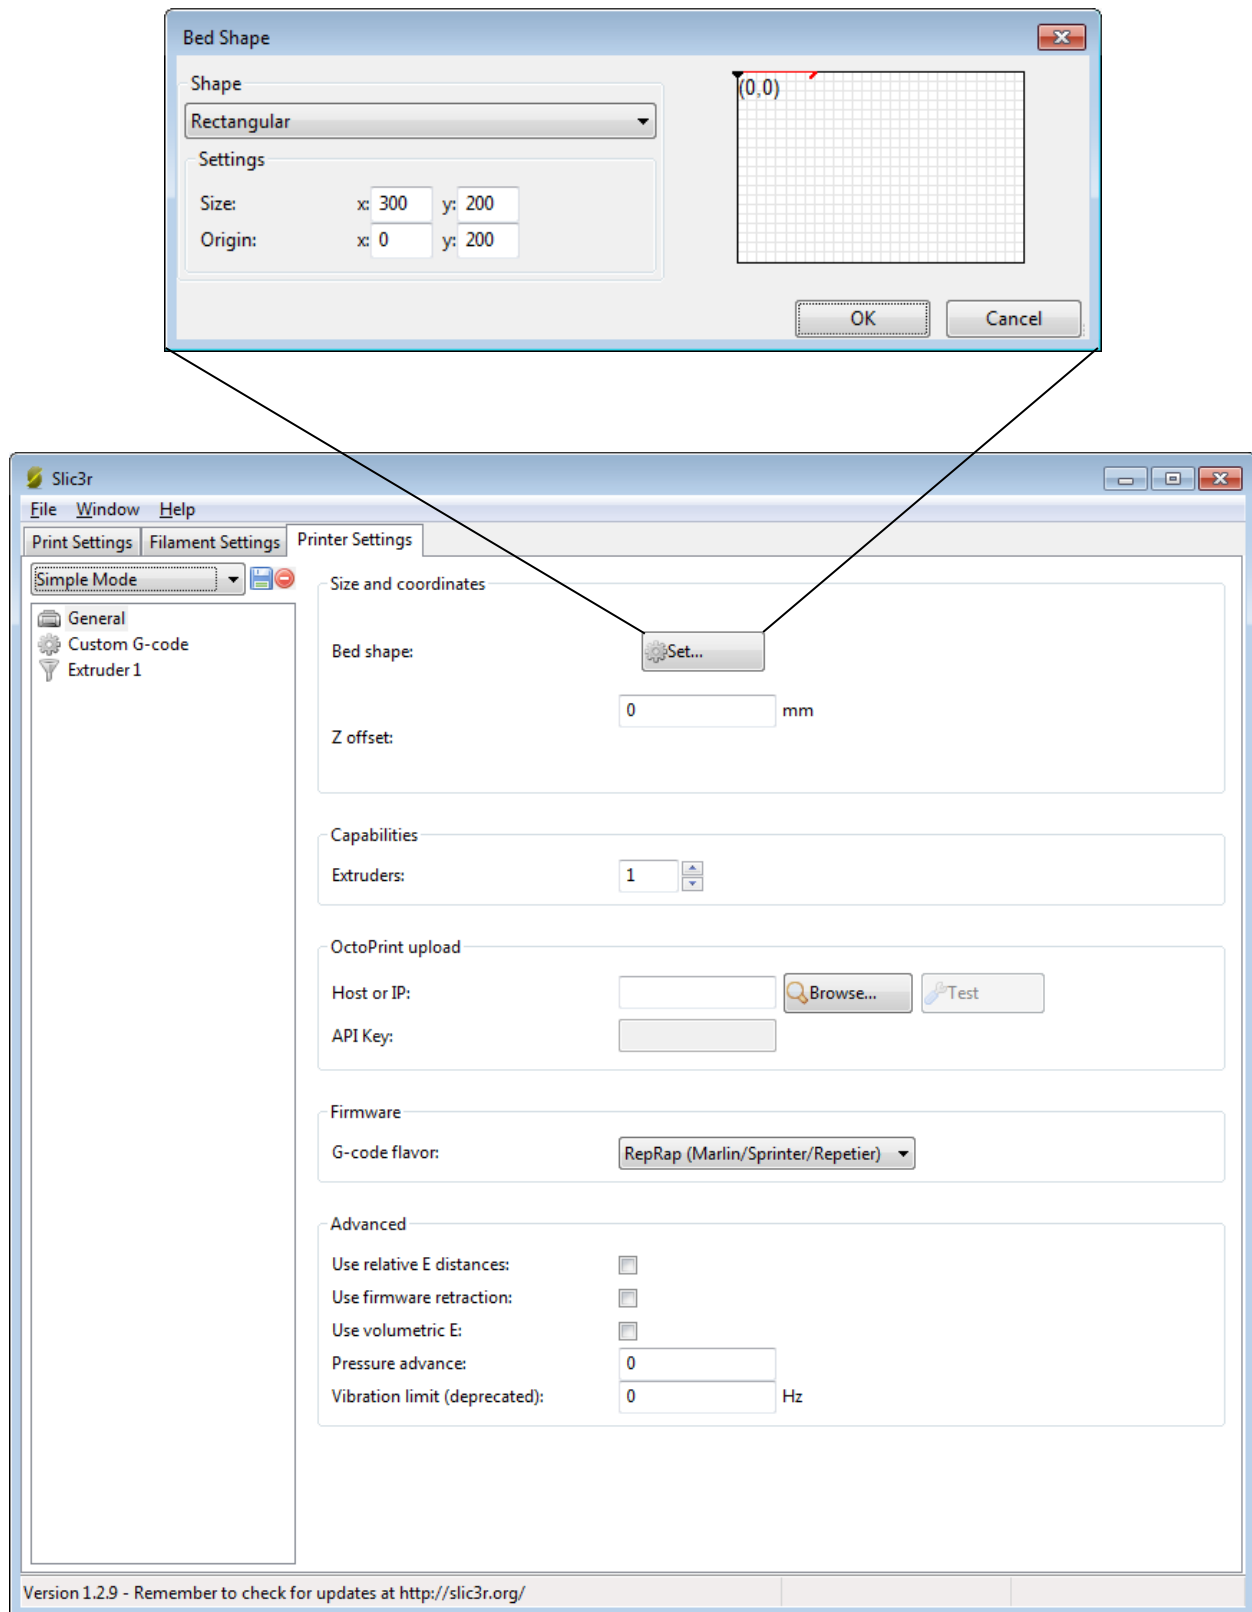 Bed Shape
Shape
(0,0)
Rectangular
Settings
Size: x: 300 y: 200
Origin: x: 0 y: 200
OK Cancel
Slic3r
File Window Help
Print Settings Filament Settings Printer Settings
Simple Mode
General
Custom G-code
Extruder 1
Size and coordinates
Bed shape: Set...
0 mm
Z offset:
Capabilities
Extruders: 1
OctoPrint upload
Host or IP: Browse... Test
API Key:
Firmware
G-code flavor: RepRap (Marlin/Sprinter/Repetier)
Advanced
Use relative E distances:
Use firmware retraction:
Use volumetric E:
Pressure advance: 0
Vibration limit (deprecated): 0 Hz
Version 1.2.9 - Remember to check for updates at http://slic3r.org/